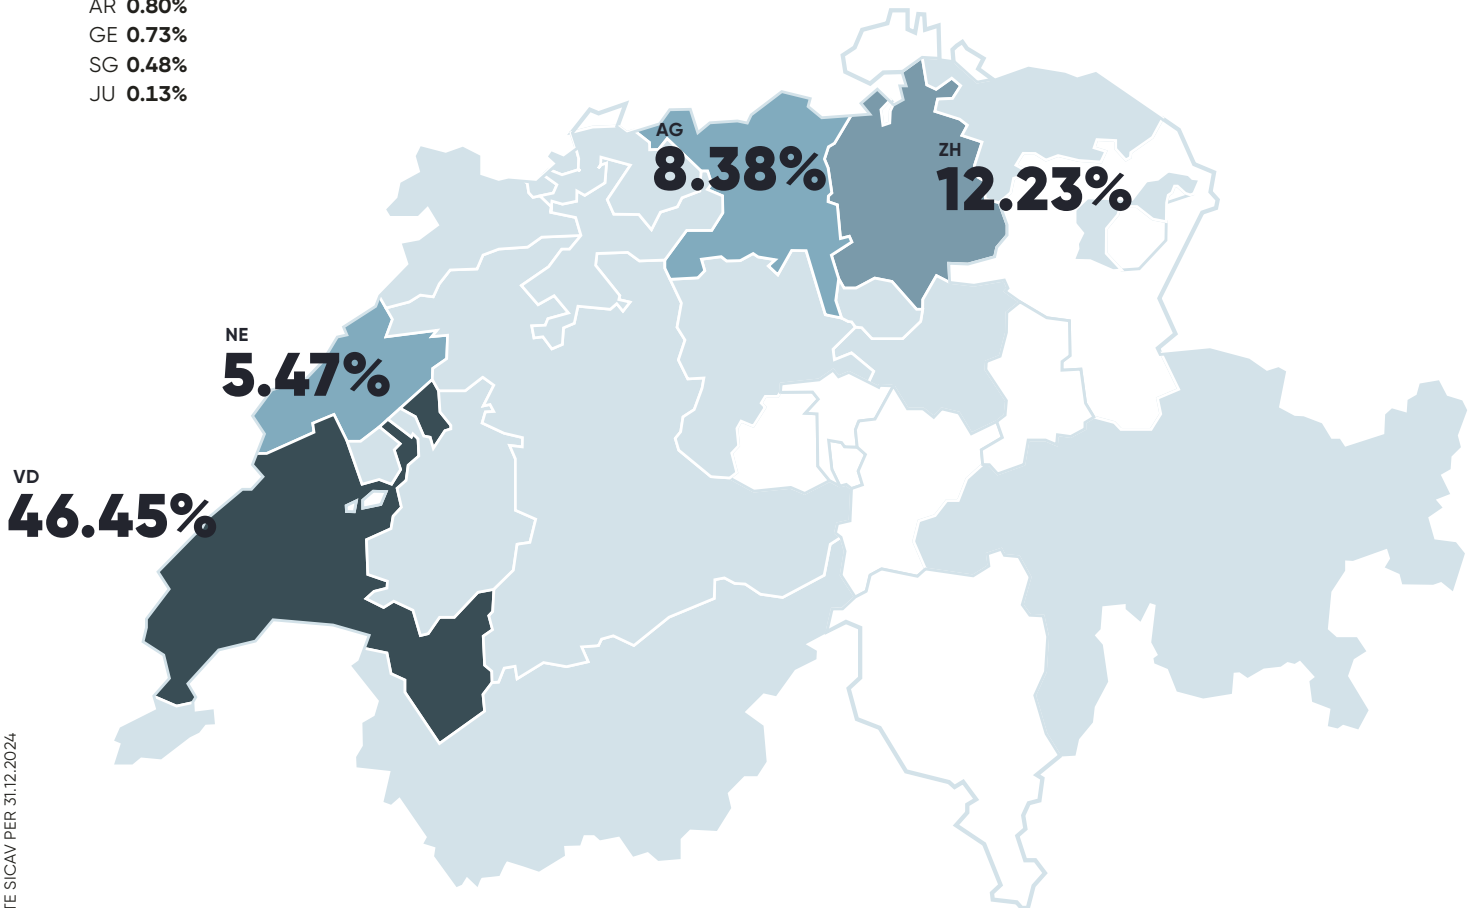 AR 0.80%
GE 0.73%
SG 0.48%
JU 0.13%
AG
8.38%
ZH
12.23%
NE
5.47%
VD
46.45%
SICAV PER 31.12.2024